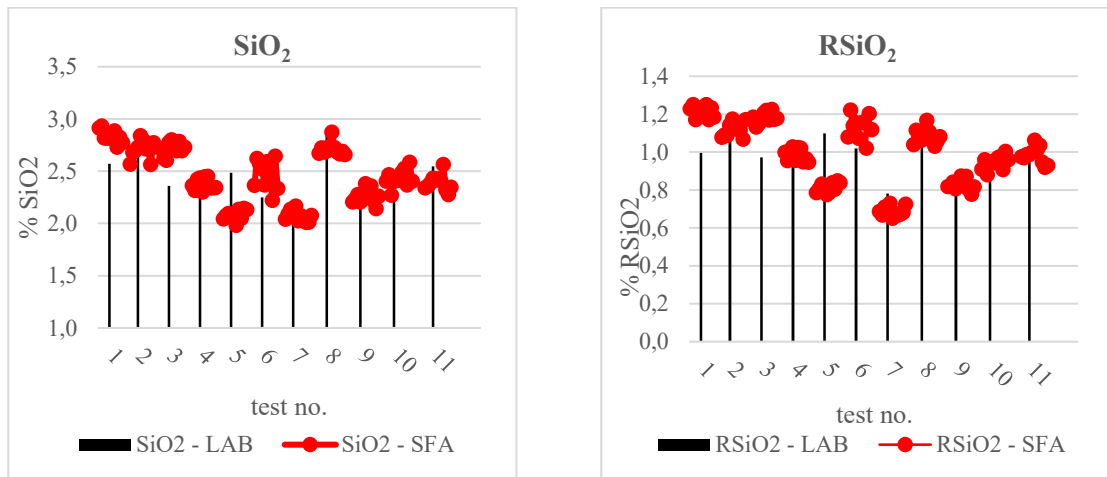 SiO2
% SiO2
3,5
3,0
2,5
2,0
1,5
1,0
1 2 3 4 5 6 7 8 9 10 11
test no.
SiO2 - LAB SiO2 - SFA
RSiO2
% RSiO2
1,4
1,2
1,0
0,8
0,6
0,4
0,2
0,0
1 2 3 4 5 6 7 8 9 10 11
test no.
RSiO2 - LAB RSiO2 - SFA